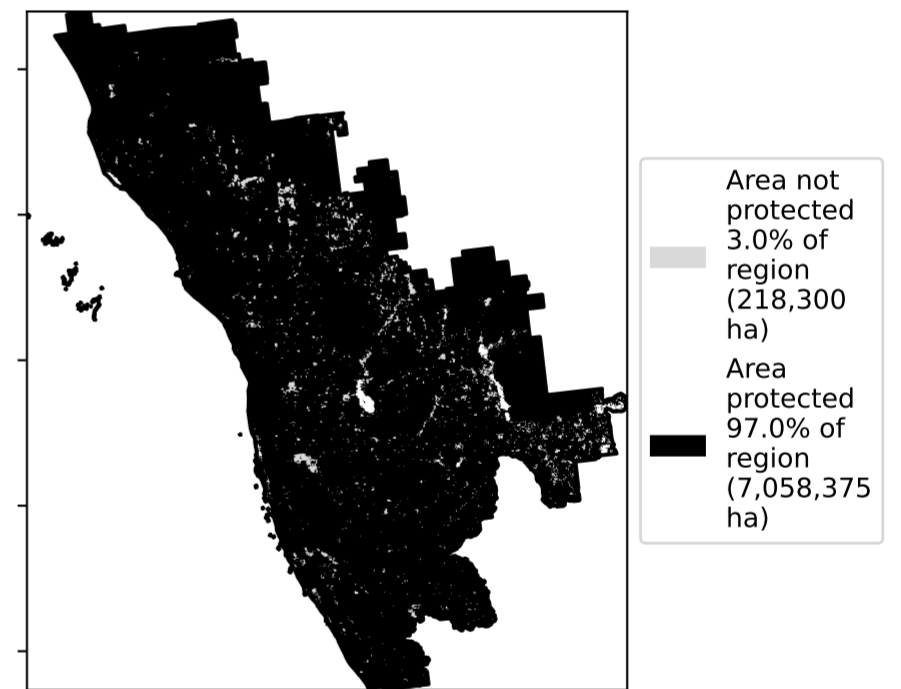 Area not
protected
3.0% of
region
(218,300
ha)
Area
protected
97.0% of
region
(7,058,375
ha)